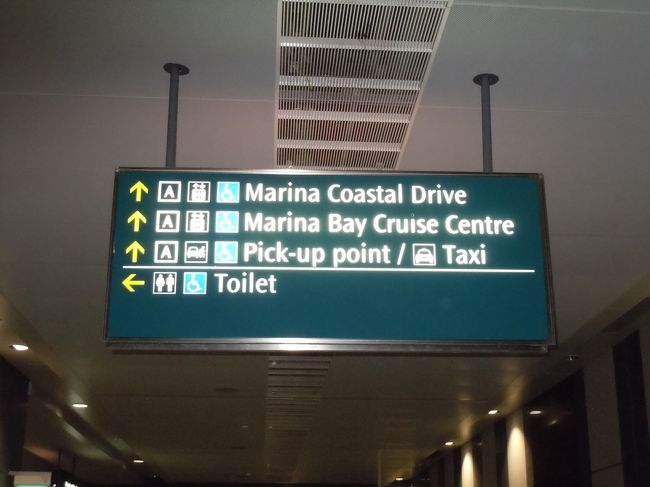 A Marina Coastal Drive
A Marina Bay Cruise Centre
A Pick-up point / Taxi
Toilet